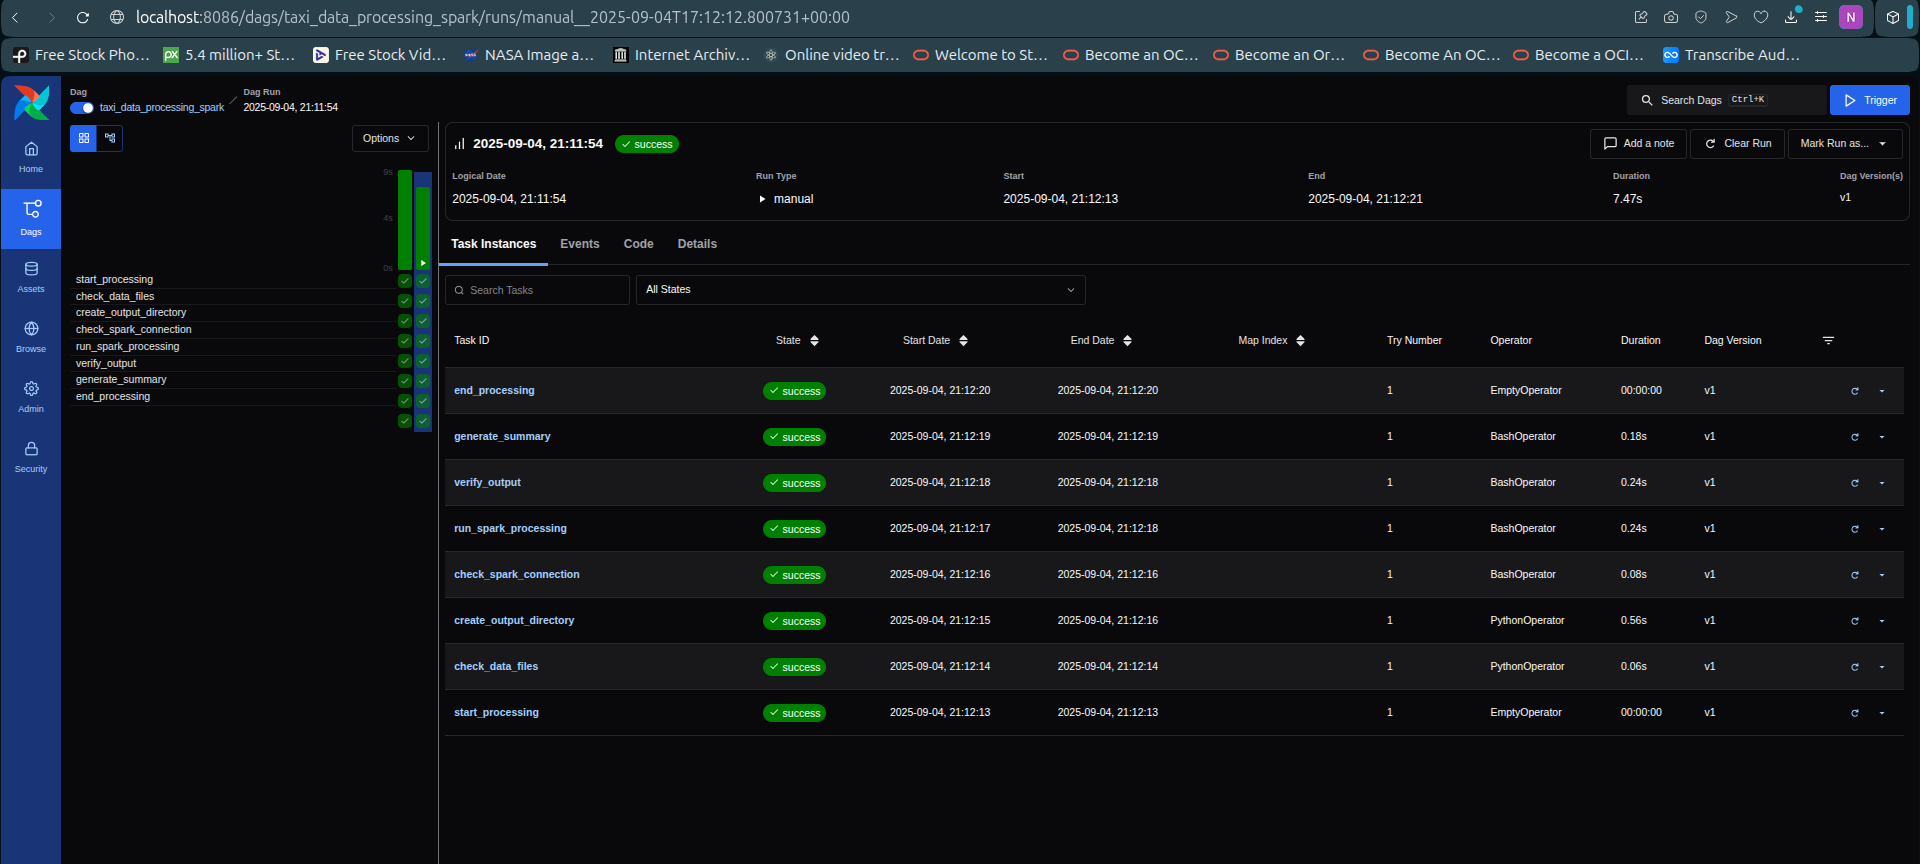 localhost:8086/dags/taxi_data_processing_spark/runs/manual__2025-09-04T17:12:12.800731+00:00
N
Free Stock Pho... 5.4 million+ St... Free Stock Vid... NASA Image a... Internet Archiv... Online video tr... Welcome to St... Become an OC... Become an Or... Become An OC... Become a OCI... Transcribe Aud...
Dag
taxi_data_processing_spark
Dag Run
2025-09-04, 21:11:54
Search Dags Ctrl+K
Trigger
Home
Dags
Assets
Browse
Admin
Security
Options
9s
4s
0s
start_processing
check_data_files
create_output_directory
check_spark_connection
run_spark_processing
verify_output
generate_summary
end_processing
2025-09-04, 21:11:54 success
Add a note
Clear Run
Mark Run as...
Logical Date Run Type Start End Duration Dag Version(s)
2025-09-04, 21:11:54 manual 2025-09-04, 21:12:13 2025-09-04, 21:12:21 7.47s v1
Task Instances Events Code Details
Search Tasks
All States
Task ID State Start Date End Date Map Index Try Number Operator Duration Dag Version
end_processing success 2025-09-04, 21:12:20 2025-09-04, 21:12:20 1 EmptyOperator 00:00:00 v1
generate_summary success 2025-09-04, 21:12:19 2025-09-04, 21:12:19 1 BashOperator 0.18s v1
verify_output success 2025-09-04, 21:12:18 2025-09-04, 21:12:18 1 BashOperator 0.24s v1
run_spark_processing success 2025-09-04, 21:12:17 2025-09-04, 21:12:18 1 BashOperator 0.24s v1
check_spark_connection success 2025-09-04, 21:12:16 2025-09-04, 21:12:16 1 BashOperator 0.08s v1
create_output_directory success 2025-09-04, 21:12:15 2025-09-04, 21:12:16 1 PythonOperator 0.56s v1
check_data_files success 2025-09-04, 21:12:14 2025-09-04, 21:12:14 1 PythonOperator 0.06s v1
start_processing success 2025-09-04, 21:12:13 2025-09-04, 21:12:13 1 EmptyOperator 00:00:00 v1